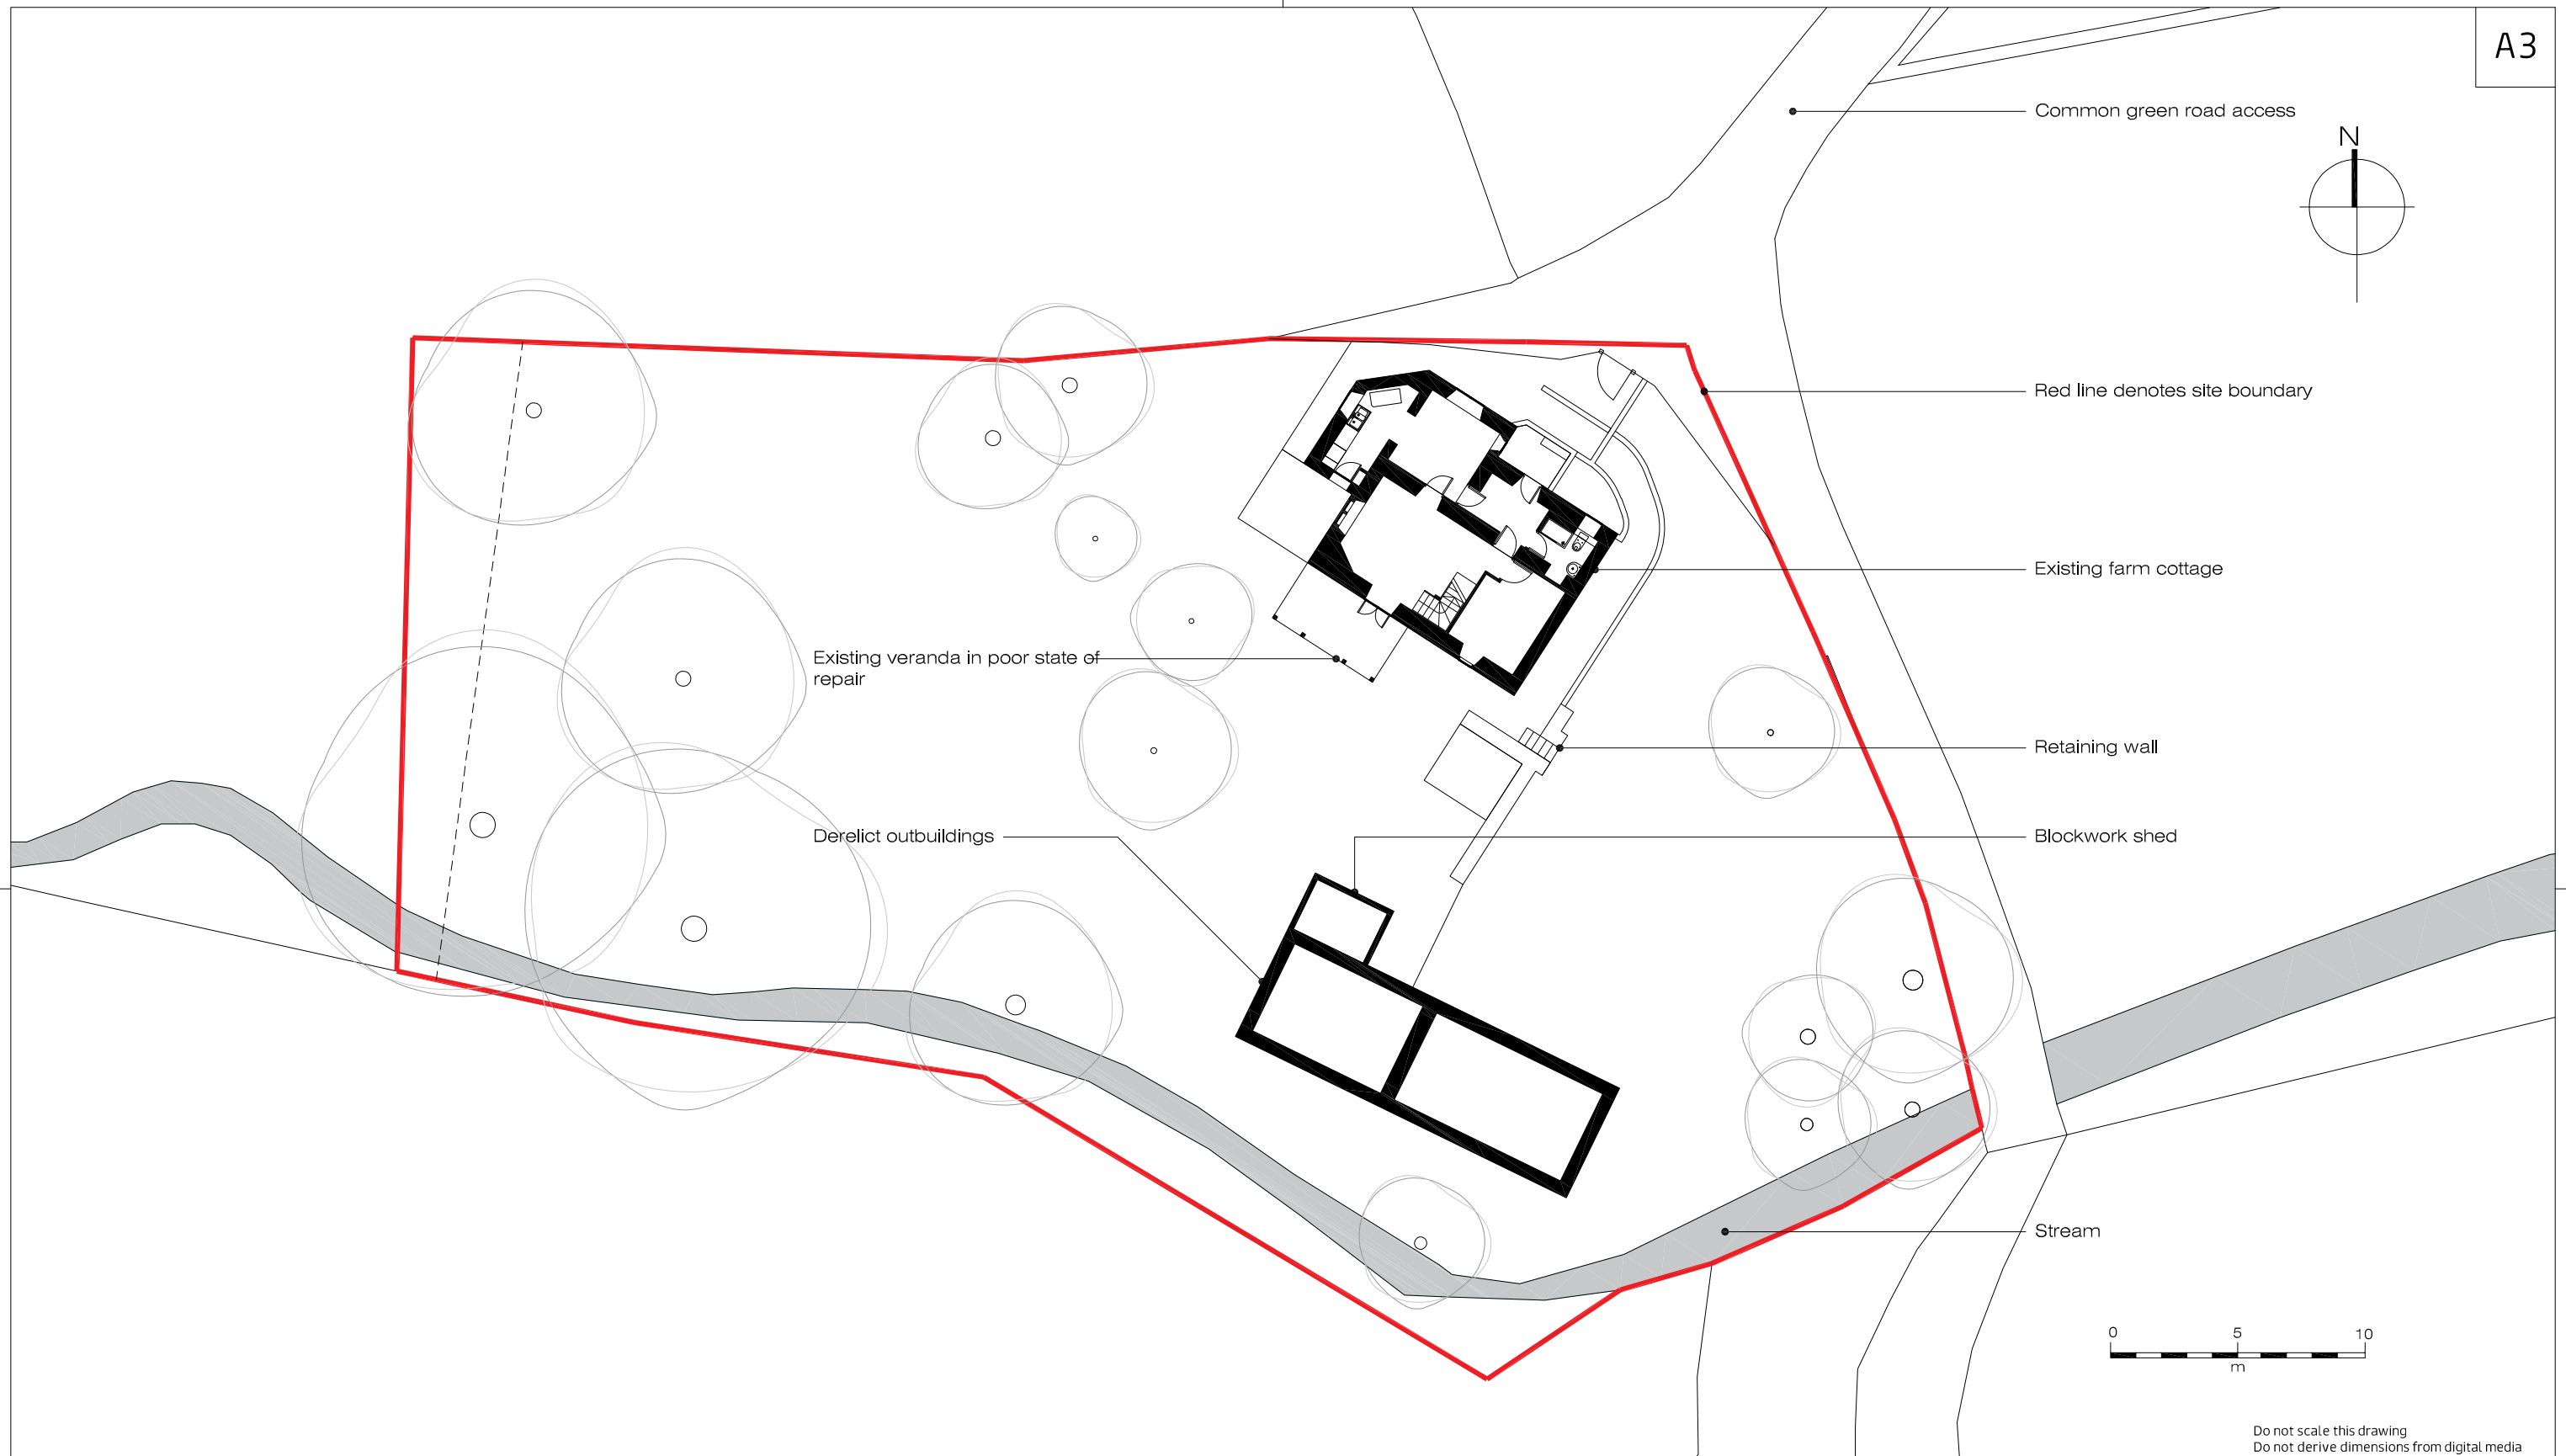 A3
Common green road access
N
Red line denotes site boundary
Existing farm cottage
Existing veranda in poor state of
repair
Retaining wall
Derelict outbuildings
Blockwork shed
Stream
0 5 10
m
Do not scale this drawing
Do not derive dimensions from digital media